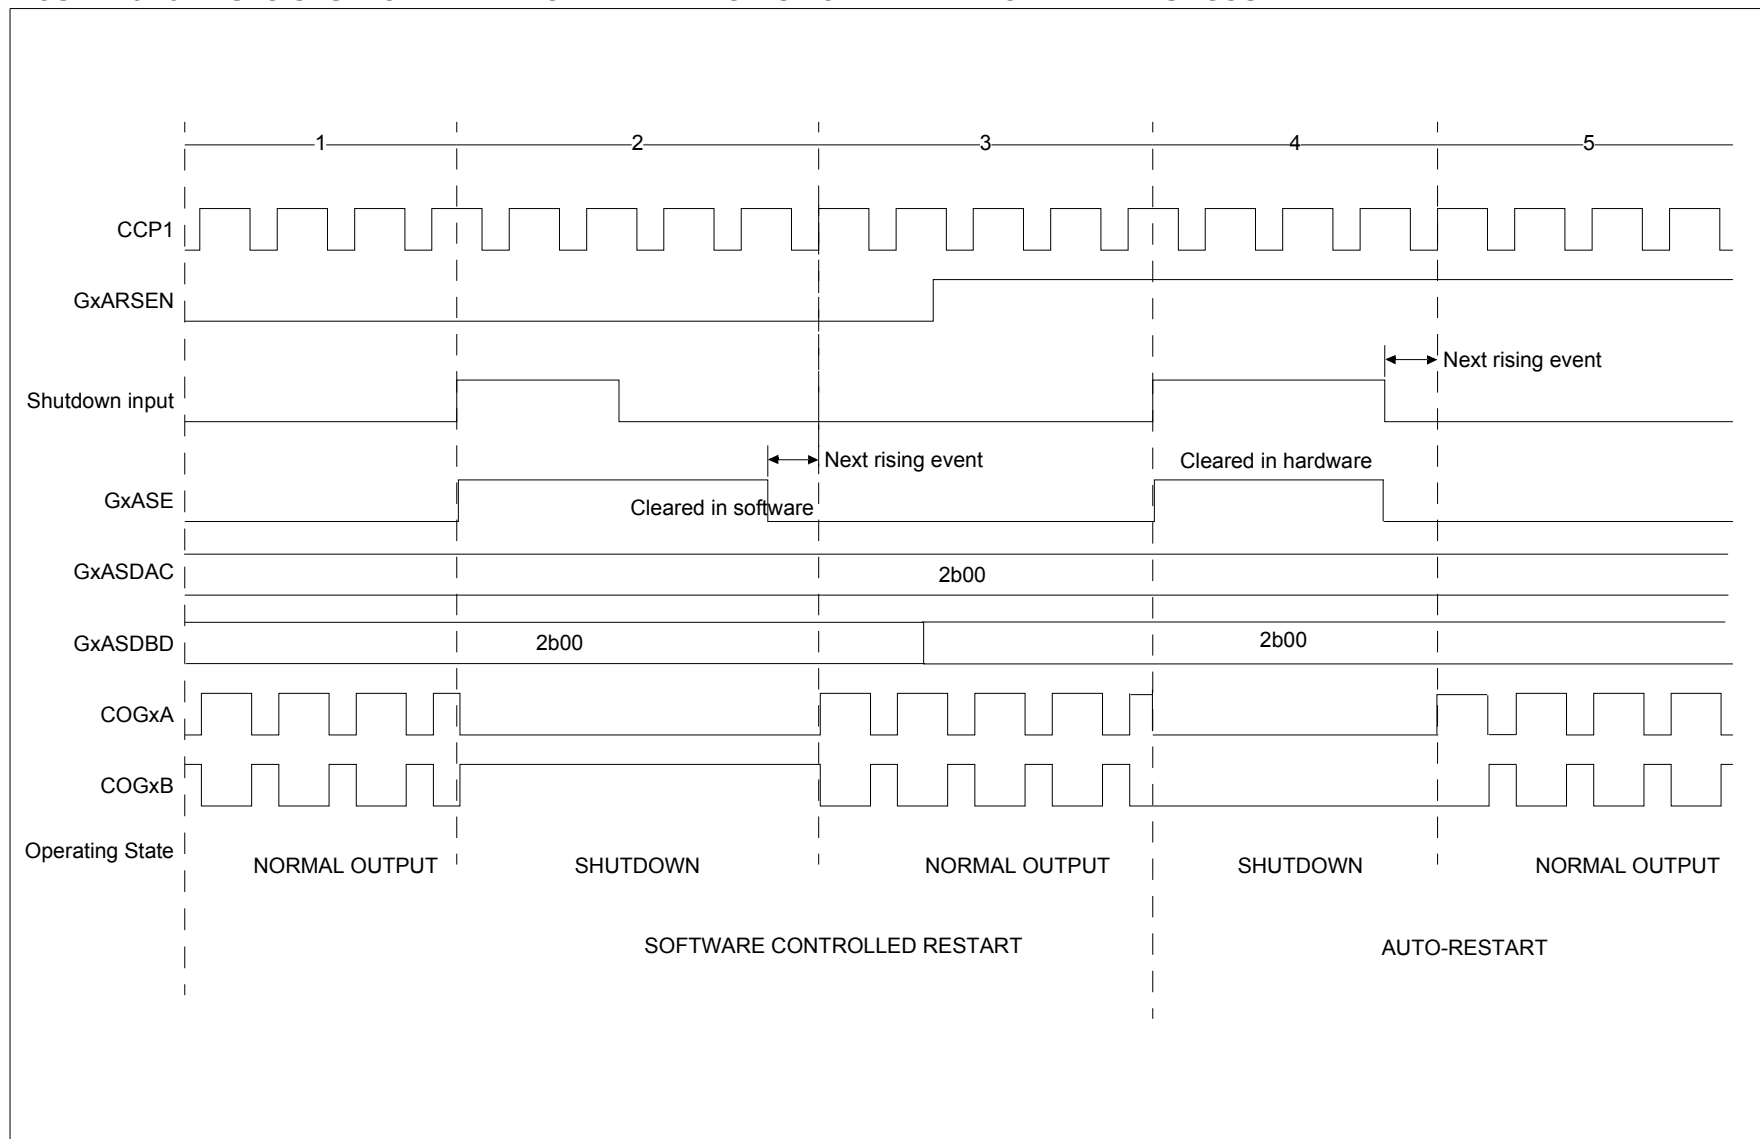 1 2 3 4 5
CCP1
GxARSEN
Next rising event
Shutdown input
Next rising event
Cleared in hardware
GxASE
Cleared in software
GxASDAC
2b00
GxASDBD
2b00
2b00
COGxA
COGxB
Operating State
NORMAL OUTPUT SHUTDOWN NORMAL OUTPUT SHUTDOWN NORMAL OUTPUT
SOFTWARE CONTROLLED RESTART
AUTO-RESTART